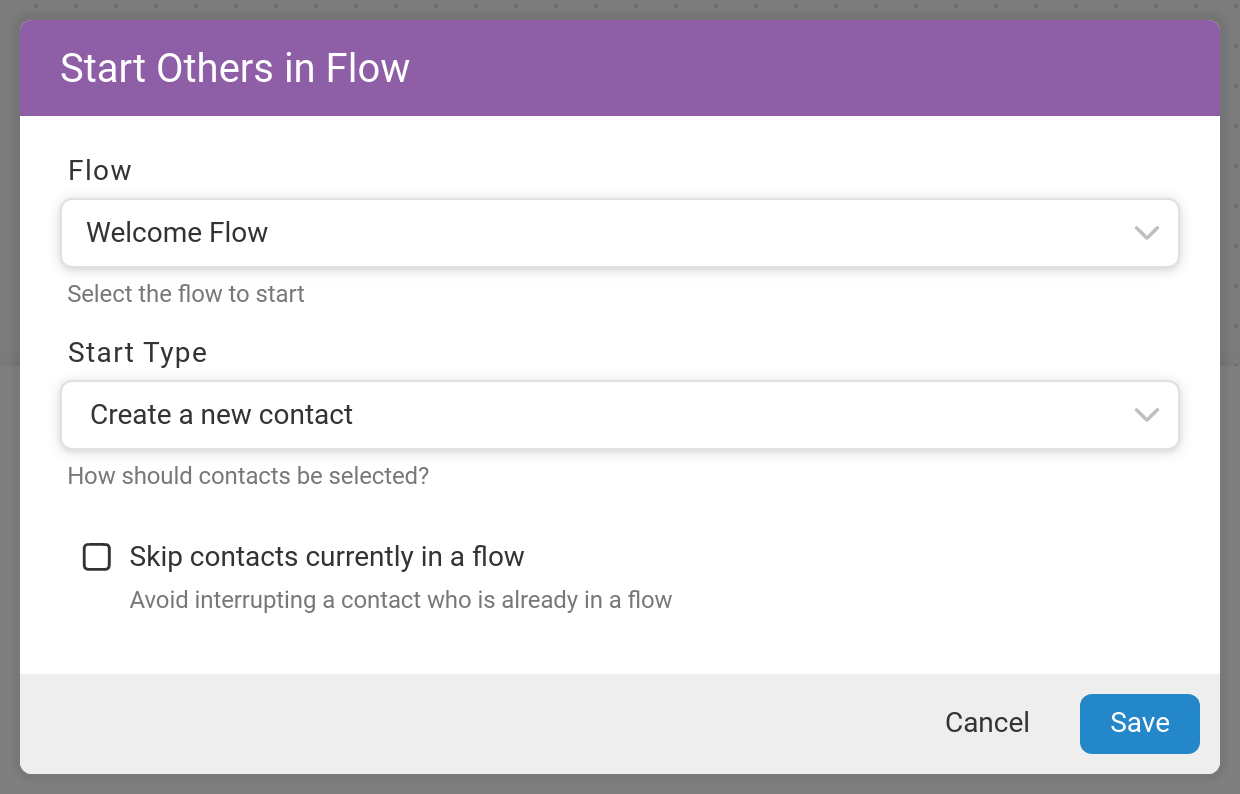 Start Others in Flow
Flow
Welcome Flow
Select the flow to start
Start Type
Create a new contact
How should contacts be selected?
Skip contacts currently in a flow
Avoid interrupting a contact who is already in a flow
Cancel
Save